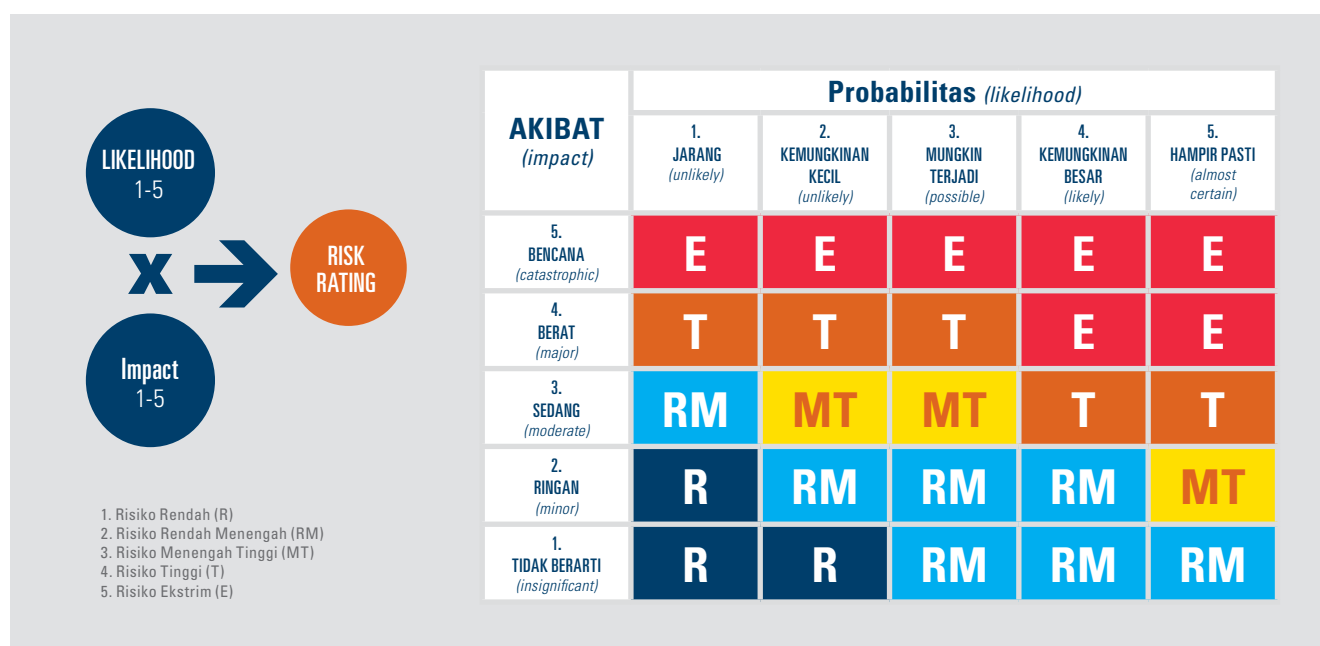 LIKELIHOOD
1-5
x
Impact
1-5
RISK
RATING
1. Risiko Rendah (R)
2. Risiko Rendah Menengah (RM)
3. Risiko Menengah Tinggi (MT)
4. Risiko Tinggi (T)
5. Risiko Ekstrim (E)
AKIBAT
(impact)
Probabilitas (likelihood)
1.
JARANG
(unlikely)
2.
KEMUNGKINAN
KECIL
(unlikely)
3.
MUNGKIN
TERJADI
(possible)
4.
KEMUNGKINAN
BESAR
(likely)
5.
HAMPIR PASTI
(almost
certain)
5.
BENCANA
(catastrophic)
E E E E E
4.
BERAT
(major)
T T T E E
3.
SEDANG
(moderate)
RM MT MT T T
2.
RINGAN
(minor)
R RM RM RM MT
1.
TIDAK BERARTI
(insignificant)
R R RM RM RM